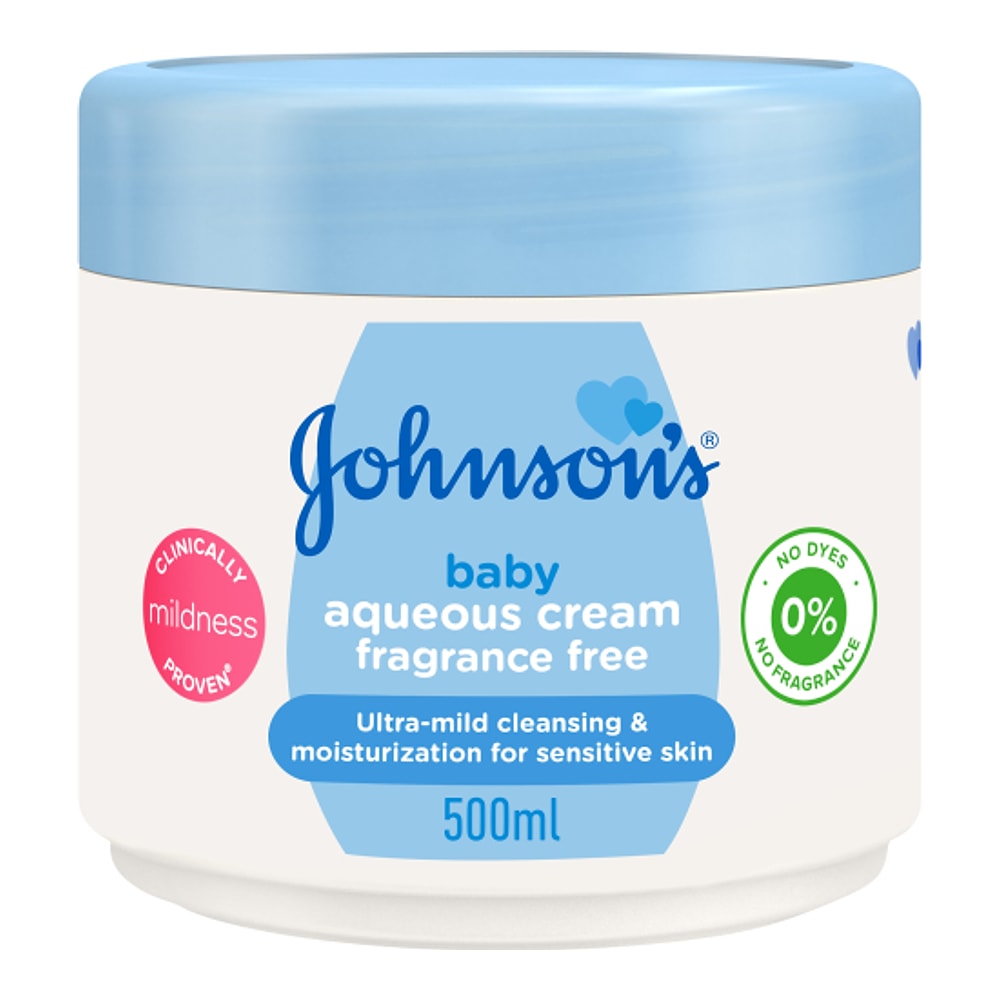 Johnson's®
baby
aqueous cream
fragrance free
CLINICALLY
mildness
PROVEN®
NO DYES
0%
NO FRAGRANCE
Ultra-mild cleansing &
moisturization for sensitive skin
500ml